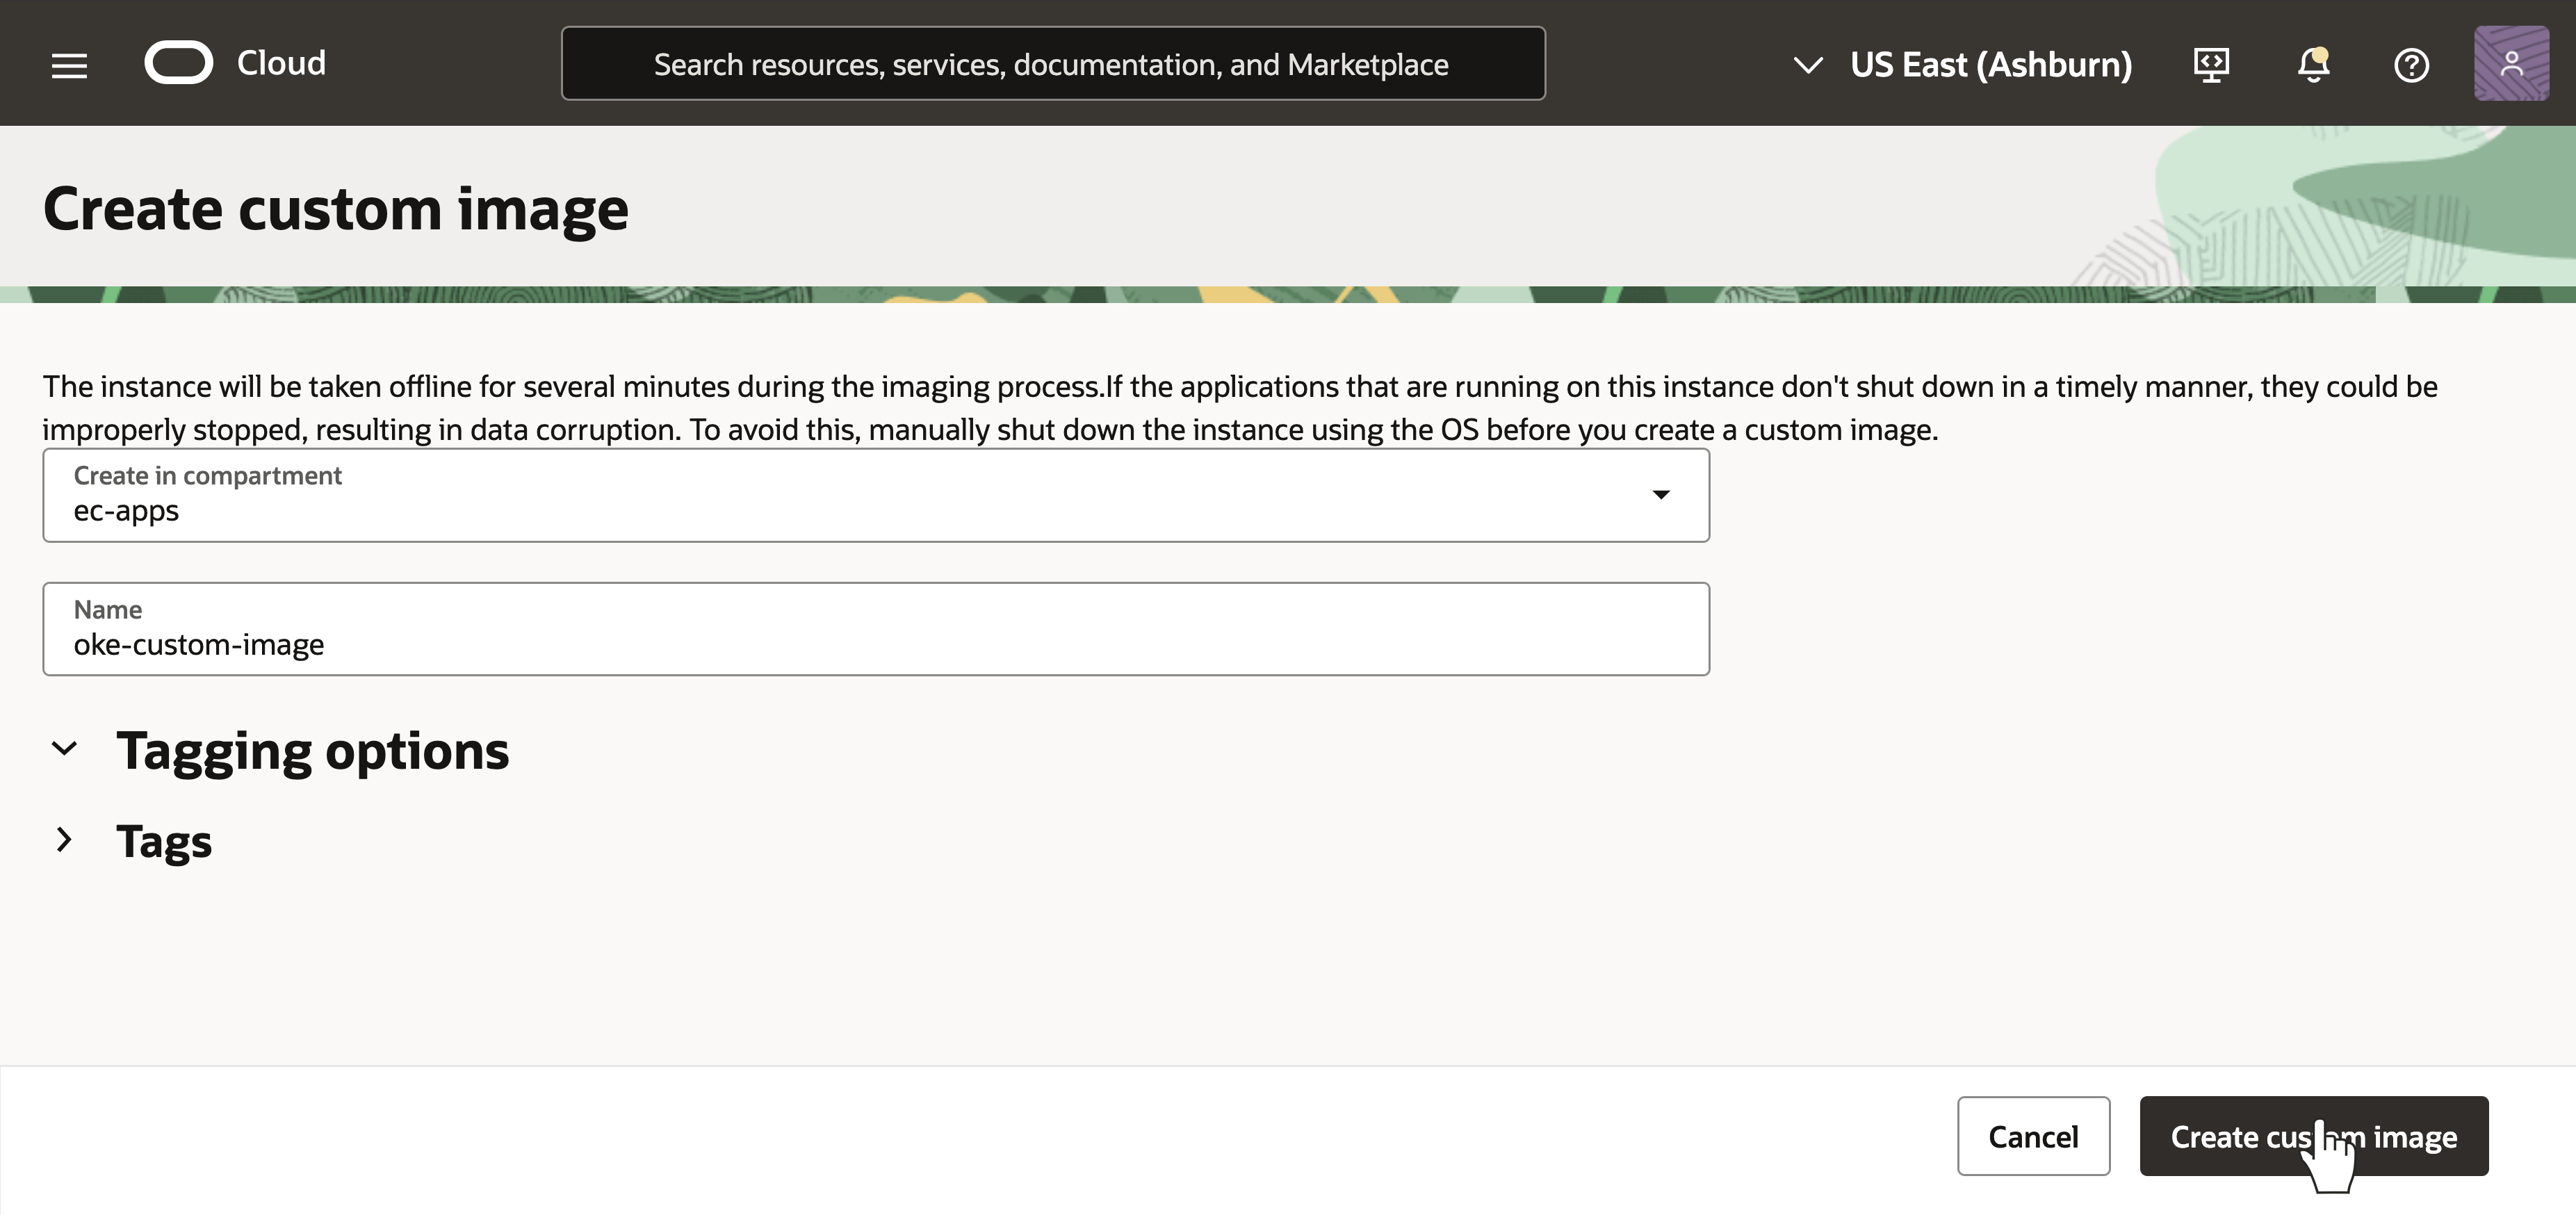 Cloud
Search resources, services, documentation, and Marketplace
US East (Ashburn)
Create custom image
The instance will be taken offline for several minutes during the imaging process.If the applications that are running on this instance don't shut down in a timely manner, they could be
improperly stopped, resulting in data corruption. To avoid this, manually shut down the instance using the OS before you create a custom image.
Create in compartment
ec-apps
Name
oke-custom-image
Tagging options
Tags
Cancel
Create custom image